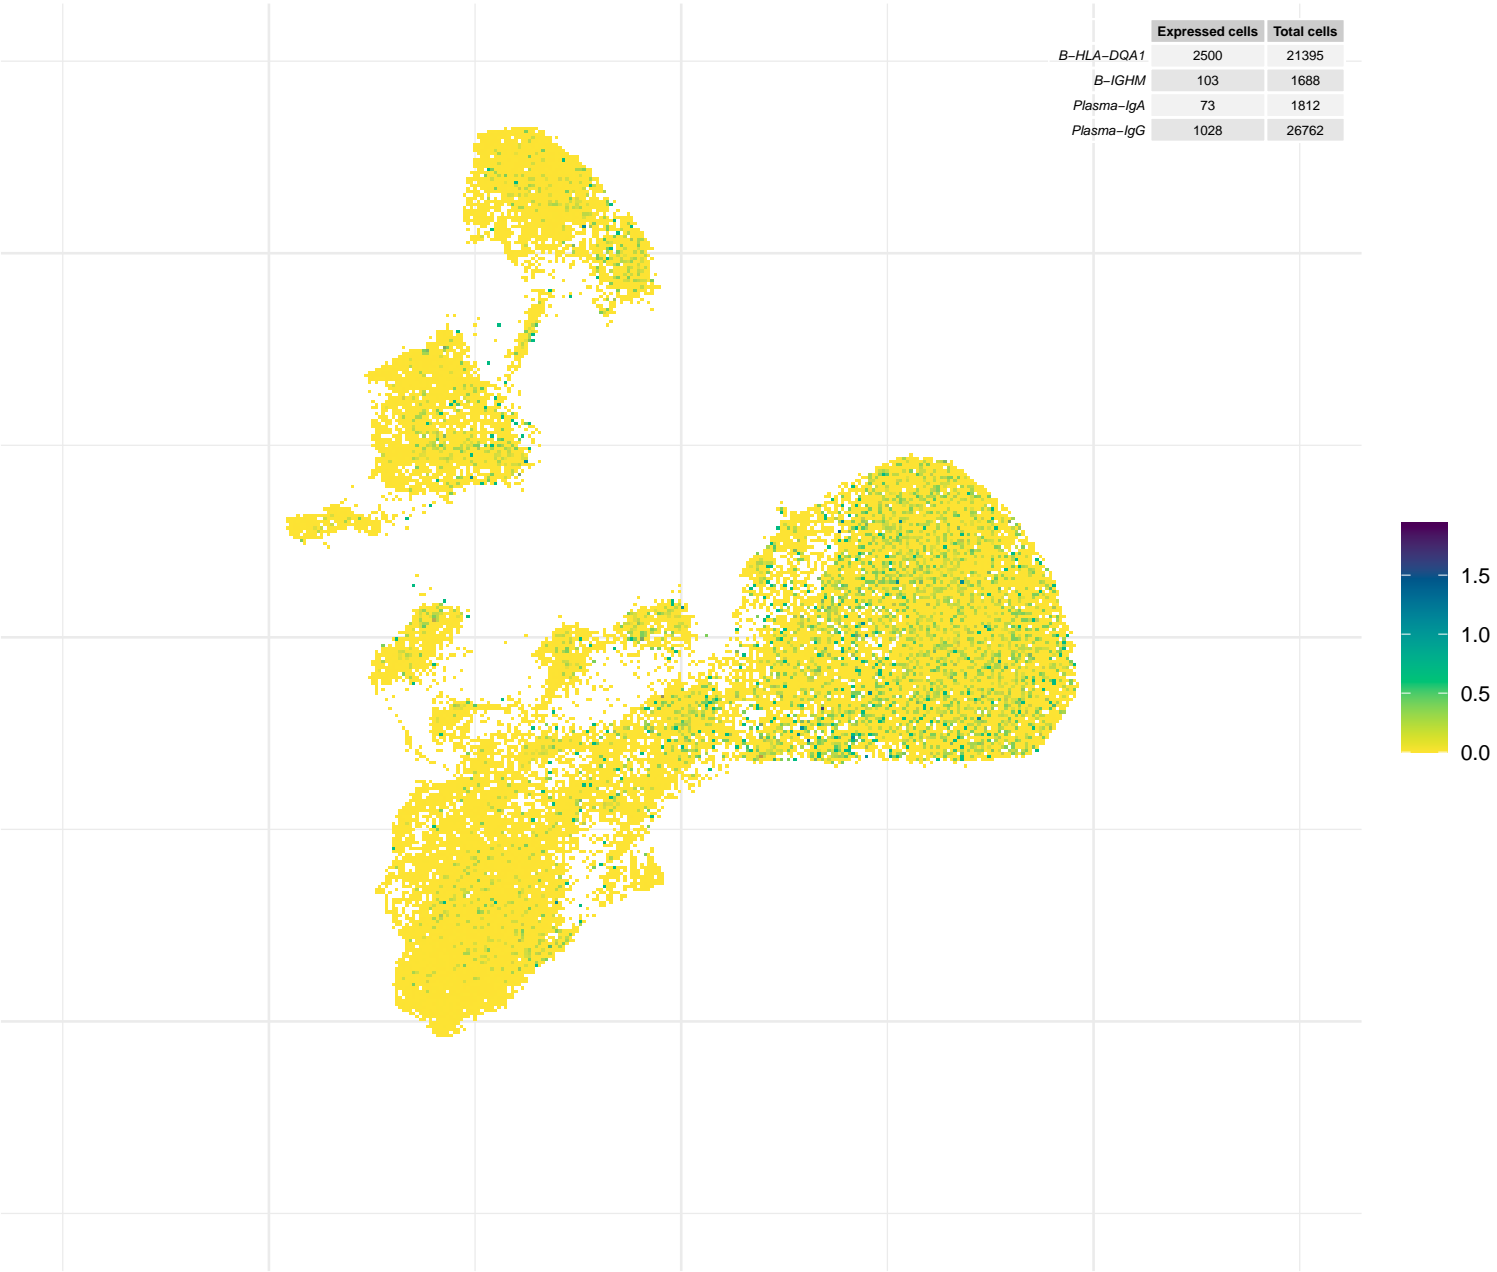 Expressed cells Total cells
B−HLA−DQA1 2500 21395
B−IGHM 103 1688
Plasma−IgA 73 1812
Plasma−IgG 1028 26762
1.5
1.0
0.5
0.0